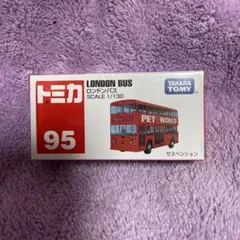 トミカ
95
LONDON BUS
ロンドンバス
SCALE 1/130
TAKARA
TOMY
PET WORLD
サスペンション